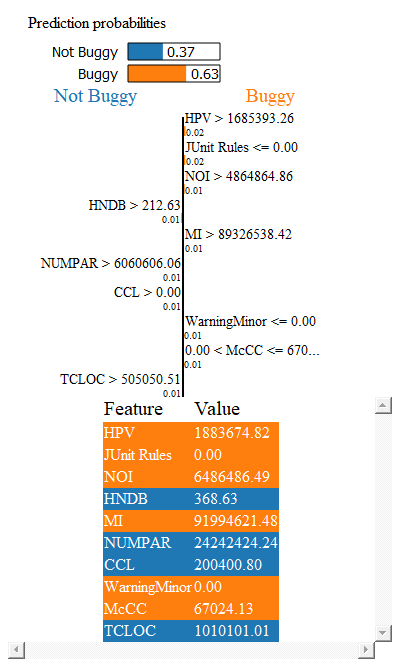 Prediction probabilities
Not Buggy 0.37
Buggy 0.63
Not Buggy Buggy
HPV > 1685393.26
0.02
JUnit Rules <= 0.00
0.02
NOI > 4864864.86
0.01
HNDB > 212.63
0.01
MI > 89326538.42
0.01
NUMPAR > 6060606.06
0.01
CCL > 0.00
0.01
WarningMinor <= 0.00
0.01
0.00 < McCC <= 670...
0.01
TCLOC > 505050.51
0.01
Feature Value
HPV 1883674.82
JUnit Rules 0.00
NOI 6486486.49
HNDB 368.63
MI 91994621.48
NUMPAR 24242424.24
CCL 200400.80
WarningMinor 0.00
McCC 67024.13
TCLOC 1010101.01